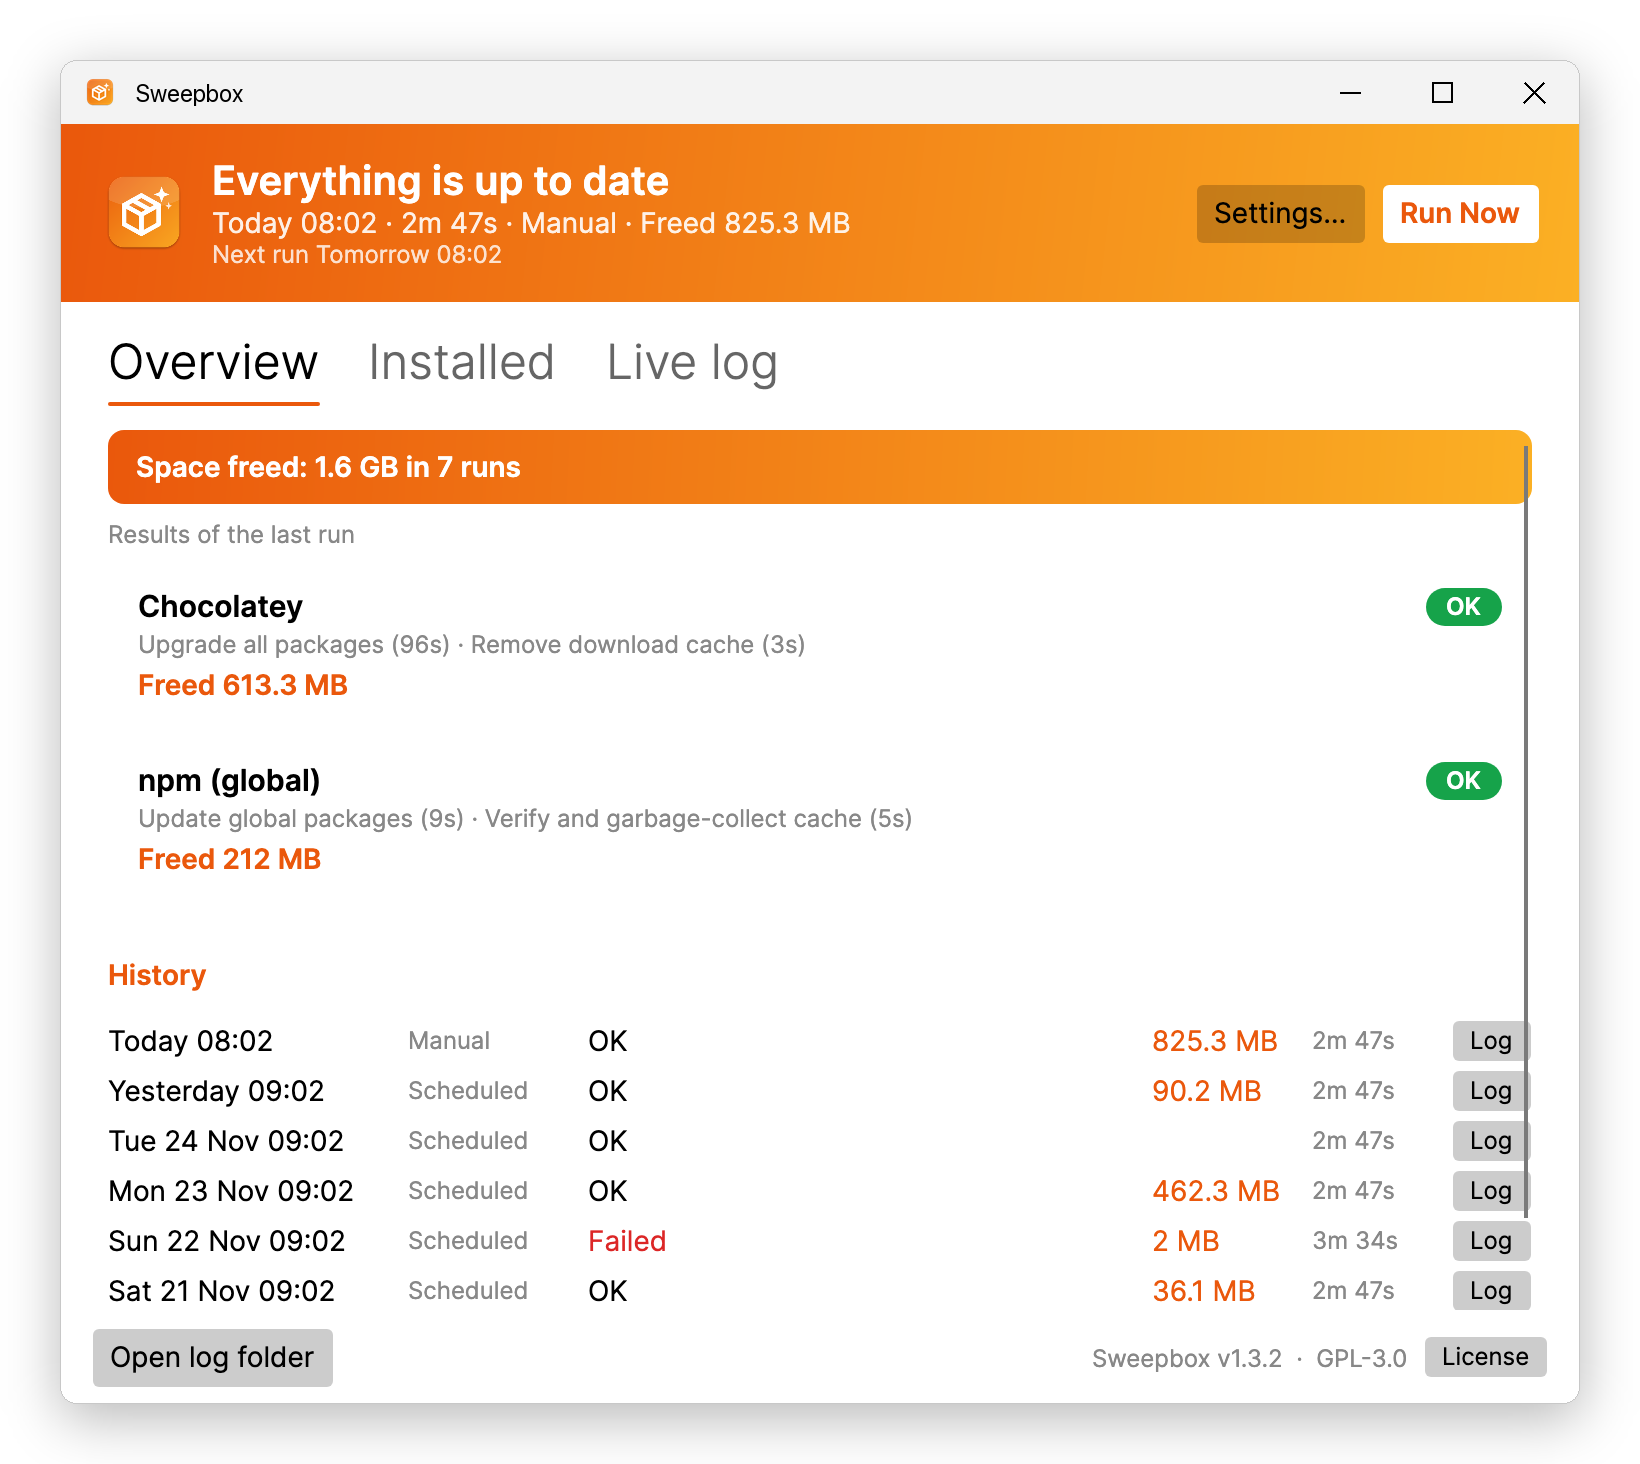 Sweepbox
Everything is up to date
Today 08:02 · 2m 47s · Manual · Freed 825.3 MB
Next run Tomorrow 08:02
Settings...
Run Now
Overview Installed Live log
Space freed: 1.6 GB in 7 runs
Results of the last run
Chocolatey OK
Upgrade all packages (96s) · Remove download cache (3s)
Freed 613.3 MB
npm (global) OK
Update global packages (9s) · Verify and garbage-collect cache (5s)
Freed 212 MB
History
Today 08:02 Manual OK 825.3 MB 2m 47s Log
Yesterday 09:02 Scheduled OK 90.2 MB 2m 47s Log
Tue 24 Nov 09:02 Scheduled OK 2m 47s Log
Mon 23 Nov 09:02 Scheduled OK 462.3 MB 2m 47s Log
Sun 22 Nov 09:02 Scheduled Failed 2 MB 3m 34s Log
Sat 21 Nov 09:02 Scheduled OK 36.1 MB 2m 47s Log
Open log folder Sweepbox v1.3.2 · GPL-3.0 License